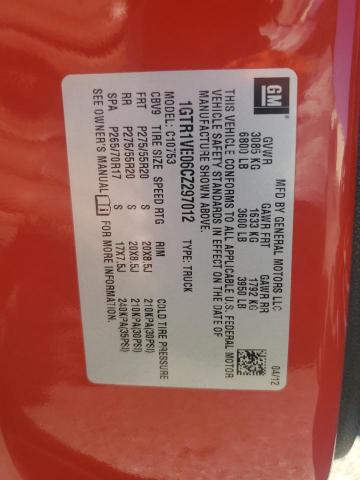 GM
MFD BY GENERAL MOTORS LLC
04/12
GVWR GAWR FRT GAWR RR
3085 KG 1633 KG 1792 KG
6800 LB 3600 LB 3950 LB
THIS VEHICLE CONFORMS TO ALL APPLICABLE U.S. FEDERAL MOTOR
VEHICLE SAFETY STANDARDS IN EFFECT ON THE DATE OF
MANUFACTURE SHOWN ABOVE.
1GTR1VE06CZ297012 TYPE: TRUCK
MODEL: C10753
CBV9 TIRE SIZE SPEED RTG RIM COLD TIRE PRESSURE
FRT P275/55R20 S 20X8.5J 210KPA(30PSI)
RR P275/55R20 S 20X8.5J 210KPA(30PSI)
SPA P265/70R17 S 17X7.5J 240KPA(35PSI)
SEE OWNER'S MANUAL FOR MORE INFORMATION.